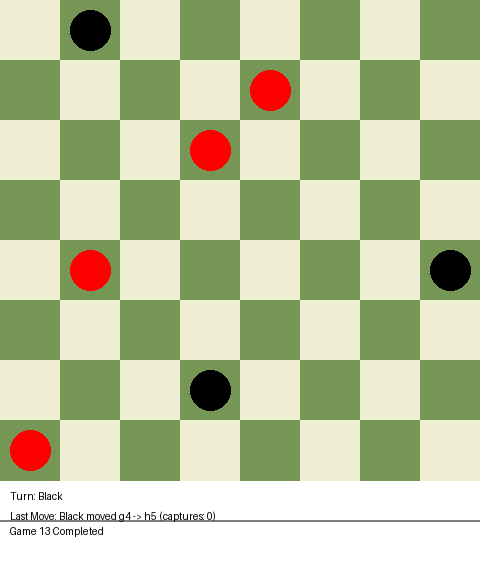 Turn: Black
Last Move: Black moved g4 -> h5 (captures: 0)
Game 13 Completed